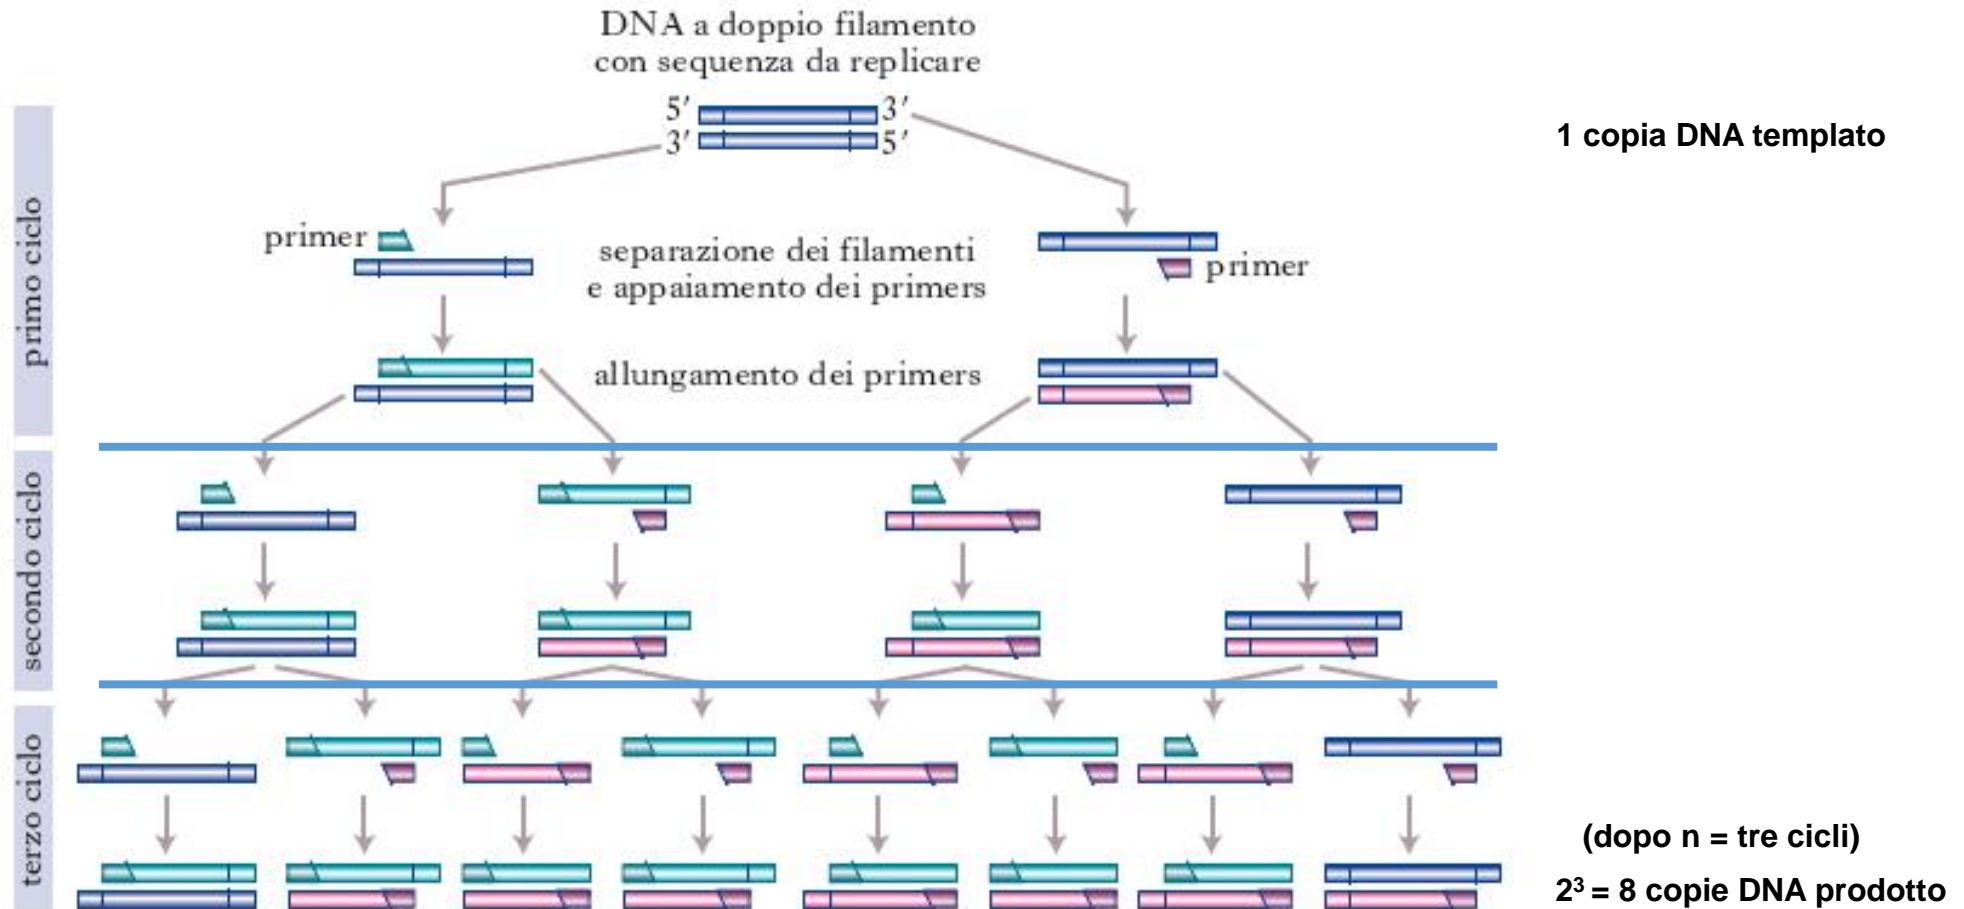 DNA a doppio filamento
con sequenza da replicare
5′ 3′
3′ 5′
1 copia DNA templato
primo ciclo
primer
separazione dei filamenti
e appaiamento dei primers
primer
allungamento dei primers
secondo ciclo
terzo ciclo
(dopo n = tre cicli)
2³ = 8 copie DNA prodotto